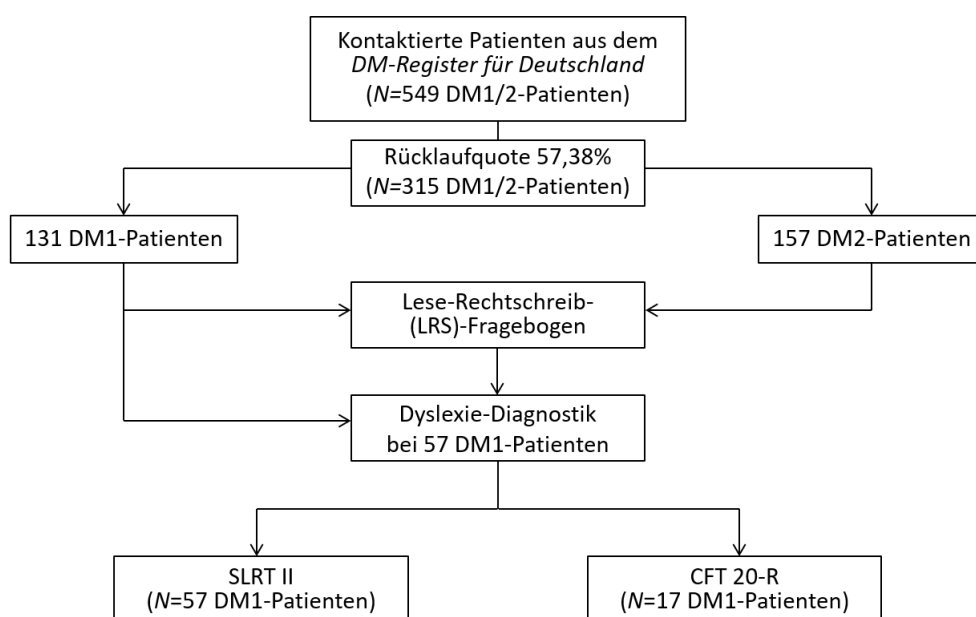 Kontaktierte Patienten aus dem
DM-Register für Deutschland
(N=549 DM1/2-Patienten)
Rücklaufquote 57,38%
(N=315 DM1/2-Patienten)
131 DM1-Patienten
157 DM2-Patienten
Lese-Rechtschreib-
(LRS)-Fragebogen
Dyslexie-Diagnostik
bei 57 DM1-Patienten
SLRT II
(N=57 DM1-Patienten)
CFT 20-R
(N=17 DM1-Patienten)